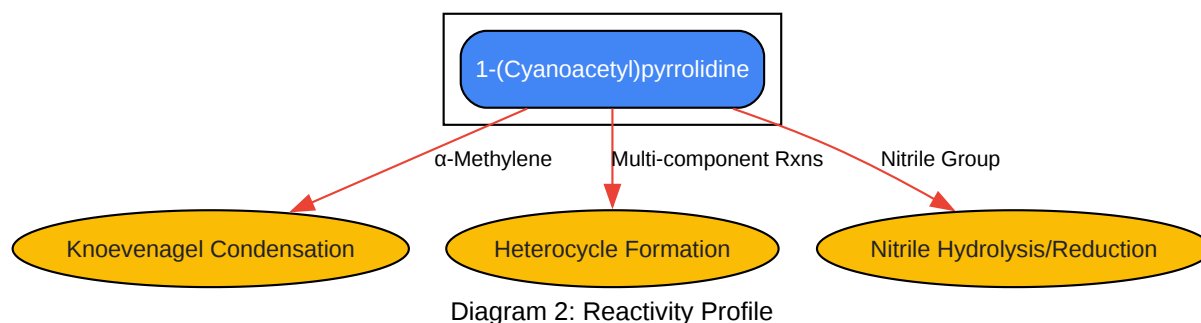 1-(Cyanoacetyl)pyrrolidine
α-Methylene
Multi-component Rxns
Nitrile Group
Knoevenagel Condensation
Heterocycle Formation
Nitrile Hydrolysis/Reduction
Diagram 2: Reactivity Profile